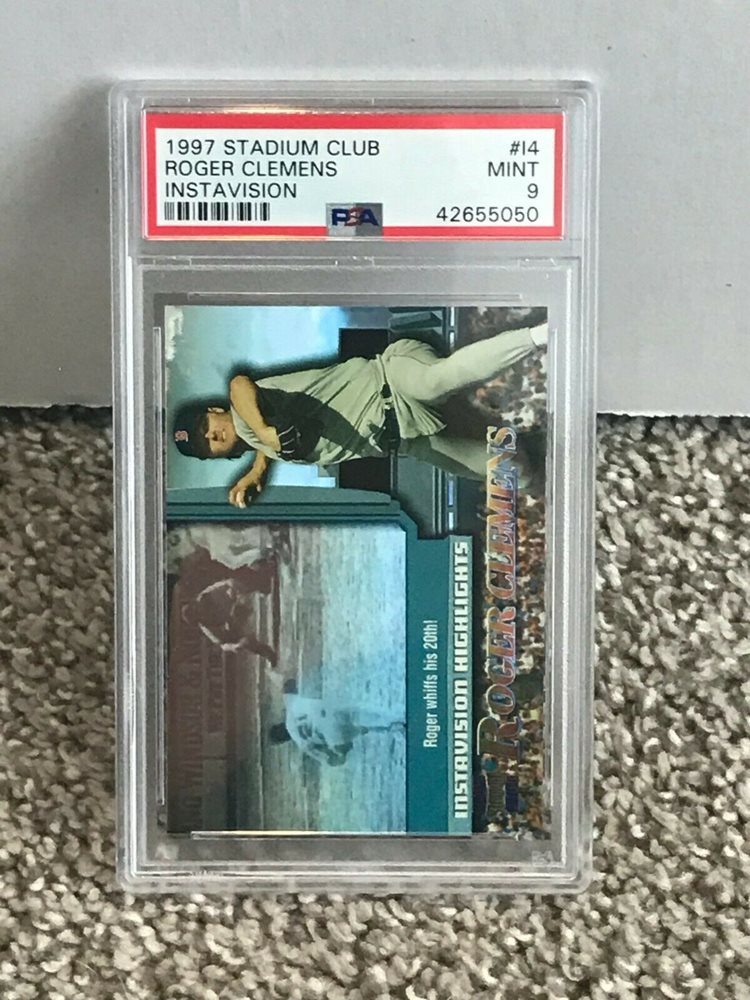 1997 STADIUM CLUB #I4
ROGER CLEMENS MINT
INSTAVISION 9
PSA 42655050
Roger whiffs his 20th!
INSTAVISION HIGHLIGHTS
ROGER CLEMENS